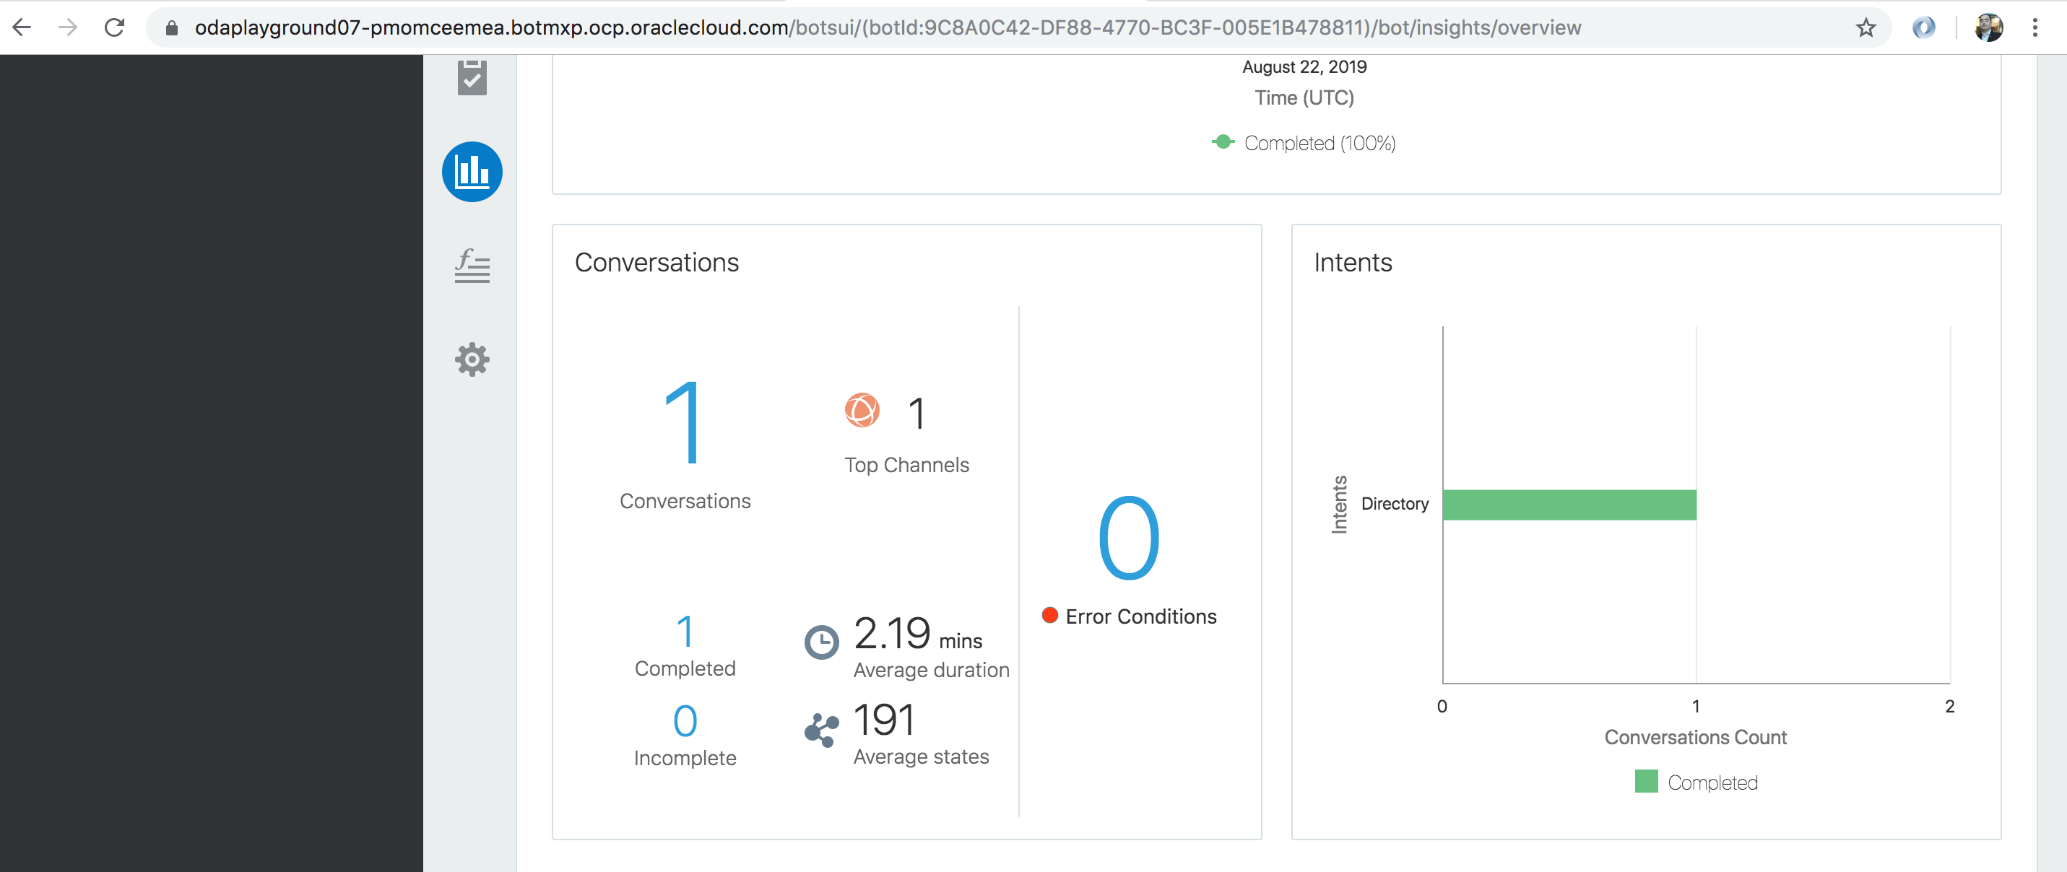 odaplayground07-pmomceemea.botmxp.ocp.oraclecloud.com/botsui/(botId:9C8A0C42-DF88-4770-BC3F-005E1B478811)/bot/insights/overview
August 22, 2019
Time (UTC)
Completed (100%)
Conversations
1
Conversations
1
Top Channels
1
Completed
0
Incomplete
2.19 mins
Average duration
191
Average states
0
Error Conditions
Intents
Intents
Directory
0 1 2
Conversations Count
Completed